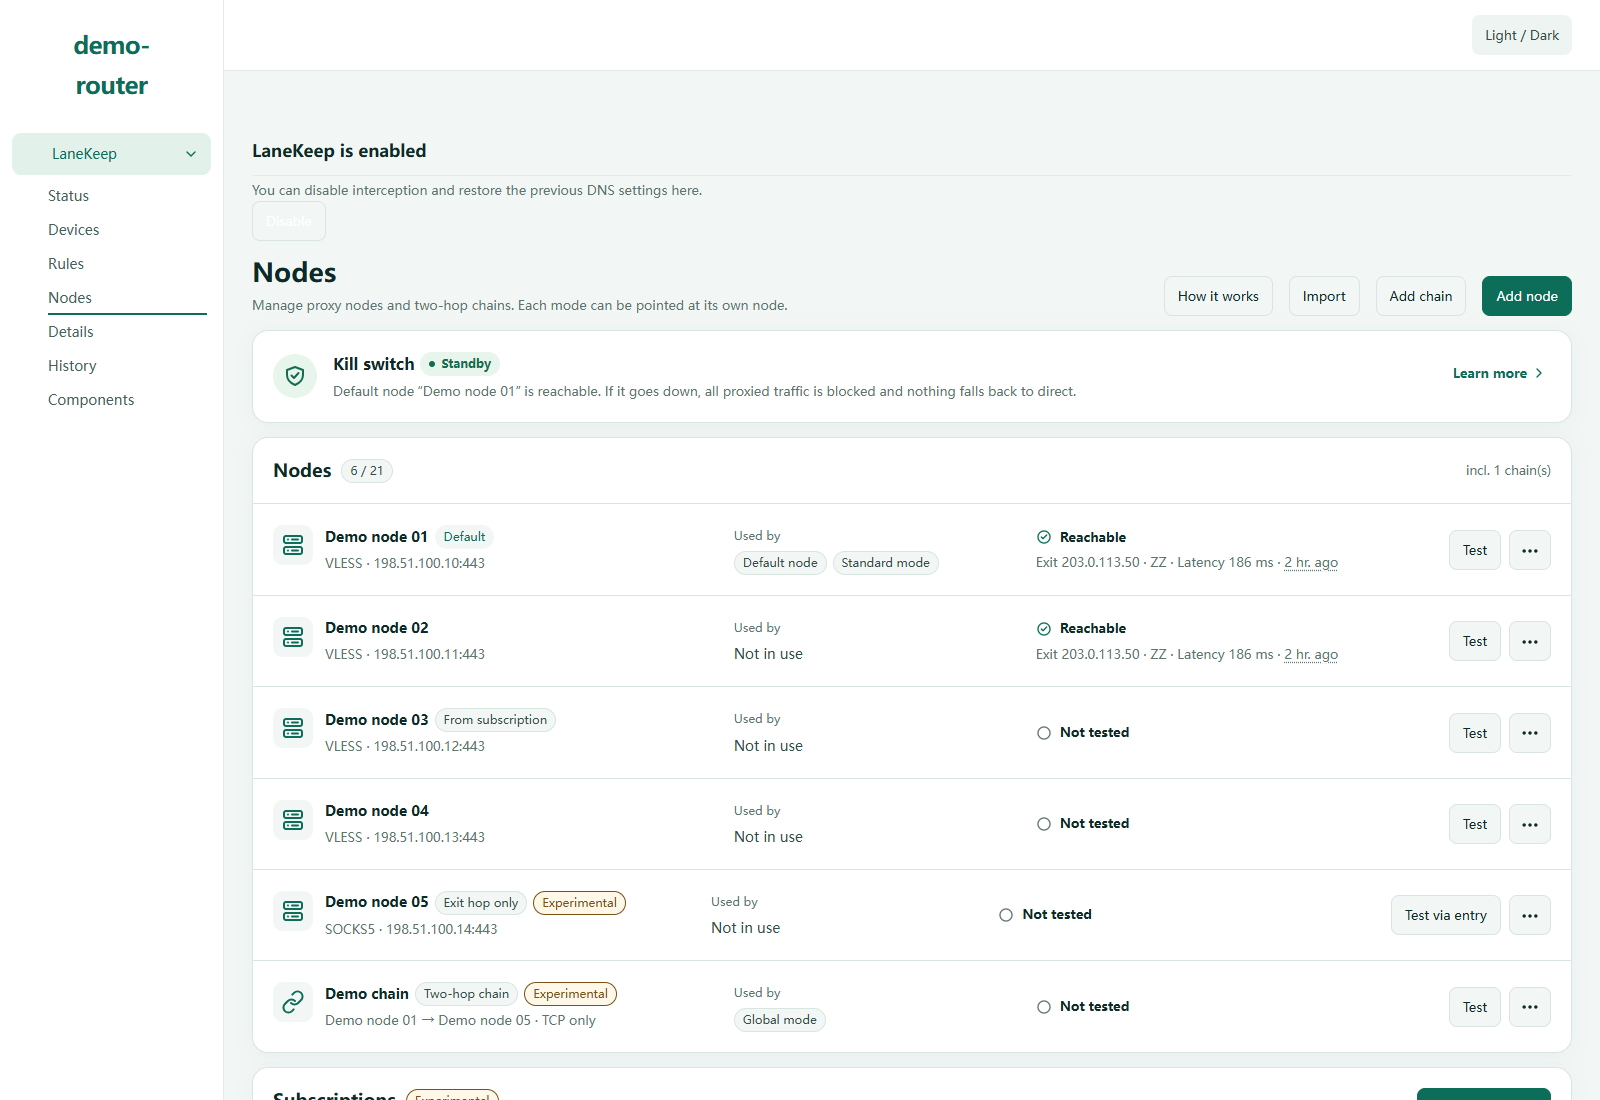 demo-
router
Light / Dark
LaneKeep
Status
Devices
Rules
Nodes
Details
History
Components
LaneKeep is enabled
You can disable interception and restore the previous DNS settings here.
Disable
Nodes
Manage proxy nodes and two-hop chains. Each mode can be pointed at its own node.
How it works
Import
Add chain
Add node
Kill switch
Standby
Default node “Demo node 01” is reachable. If it goes down, all proxied traffic is blocked and nothing falls back to direct.
Learn more
Nodes
6 / 21
incl. 1 chain(s)
Demo node 01
Default
VLESS · 198.51.100.10:443
Used by
Default node
Standard mode
Reachable
Exit 203.0.113.50 · ZZ · Latency 186 ms · 2 hr. ago
Test
Demo node 02
VLESS · 198.51.100.11:443
Used by
Not in use
Reachable
Exit 203.0.113.50 · ZZ · Latency 186 ms · 2 hr. ago
Test
Demo node 03
From subscription
VLESS · 198.51.100.12:443
Used by
Not in use
Not tested
Test
Demo node 04
VLESS · 198.51.100.13:443
Used by
Not in use
Not tested
Test
Demo node 05
Exit hop only
Experimental
SOCKS5 · 198.51.100.14:443
Used by
Not in use
Not tested
Test via entry
Demo chain
Two-hop chain
Experimental
Demo node 01 → Demo node 05 · TCP only
Used by
Global mode
Not tested
Test
Subscriptions
Experimental